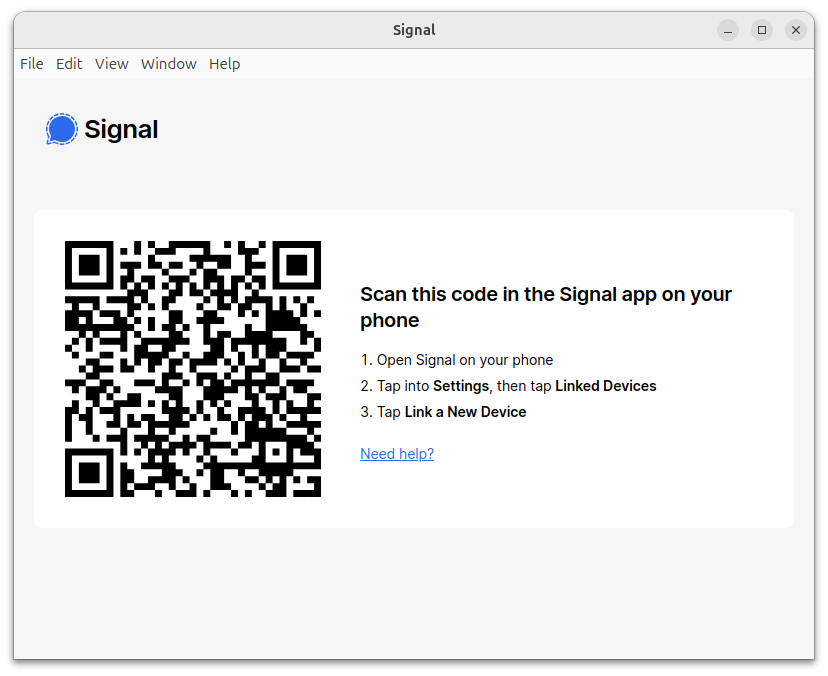 Signal
File Edit View Window Help
Signal
Scan this code in the Signal app on your
phone
1. Open Signal on your phone
2. Tap into Settings, then tap Linked Devices
3. Tap Link a New Device
Need help?